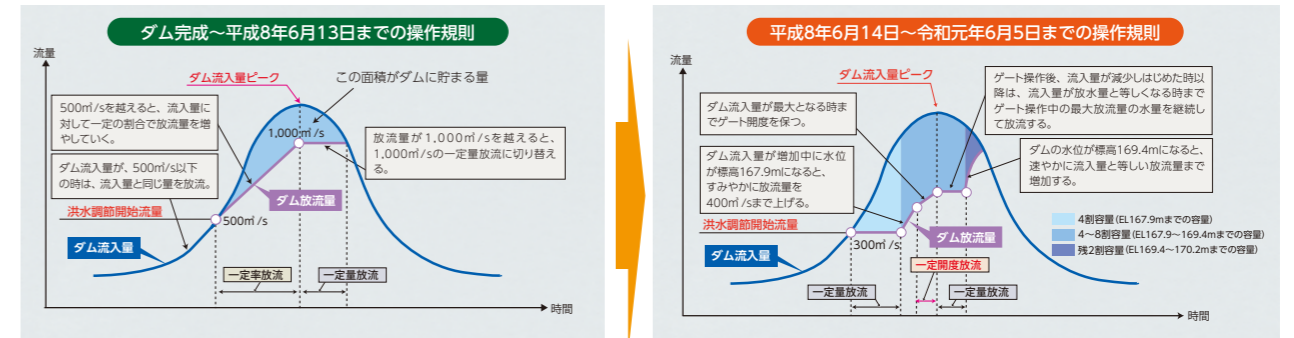 ダム完成～平成8年6月13日までの操作規則
流量
ダム流入量ピーク
この面積がダムに貯まる量
500㎥/sを越えると、流入量に
対して一定の割合で放流量を増
やしていく。
1,000㎥/s
放流量が1,000㎥/sを越えると、
1,000㎥/sの一定量放流に切り替え
る。
ダム流入量が、500㎥/s以下
の時は、流入量と同じ量を放流。
ダム放流量
洪水調節開始流量
500㎥/s
ダム流入量
一定率放流
一定量放流
時間
平成8年6月14日～令和元年6月5日までの操作規則
流量
ダム流入量ピーク
ゲート操作後、流入量が減少しはじめた時以
降は、流入量が放水量と等しくなる時まで
ゲート操作中の最大放流量の水量を継続し
て放流する。
ダム流入量が最大となる時ま
でゲート開度を保つ。
ダムの水位が標高169.4mになると、
速やかに流入量と等しい放流量まで
増加する。
ダム流入量が増加中に水位
が標高167.9mlになると、
すみやかに放流量を
400㎥/sまで上げる。
洪水調節開始流量
300㎥/s
ダム放流量
ダム流入量
4割容量(EL167.9mまでの容量)
4～8割容量(EL167.9～169.4mまでの容量)
残2割容量(EL169.4～170.2mまでの容量)
一定開度放流
一定量放流
一定量放流
時間